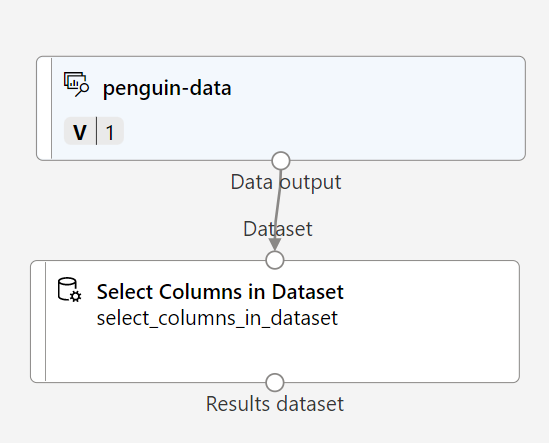 penguin-data
V 1
Data output
Dataset
Select Columns in Dataset
select_columns_in_dataset
Results dataset